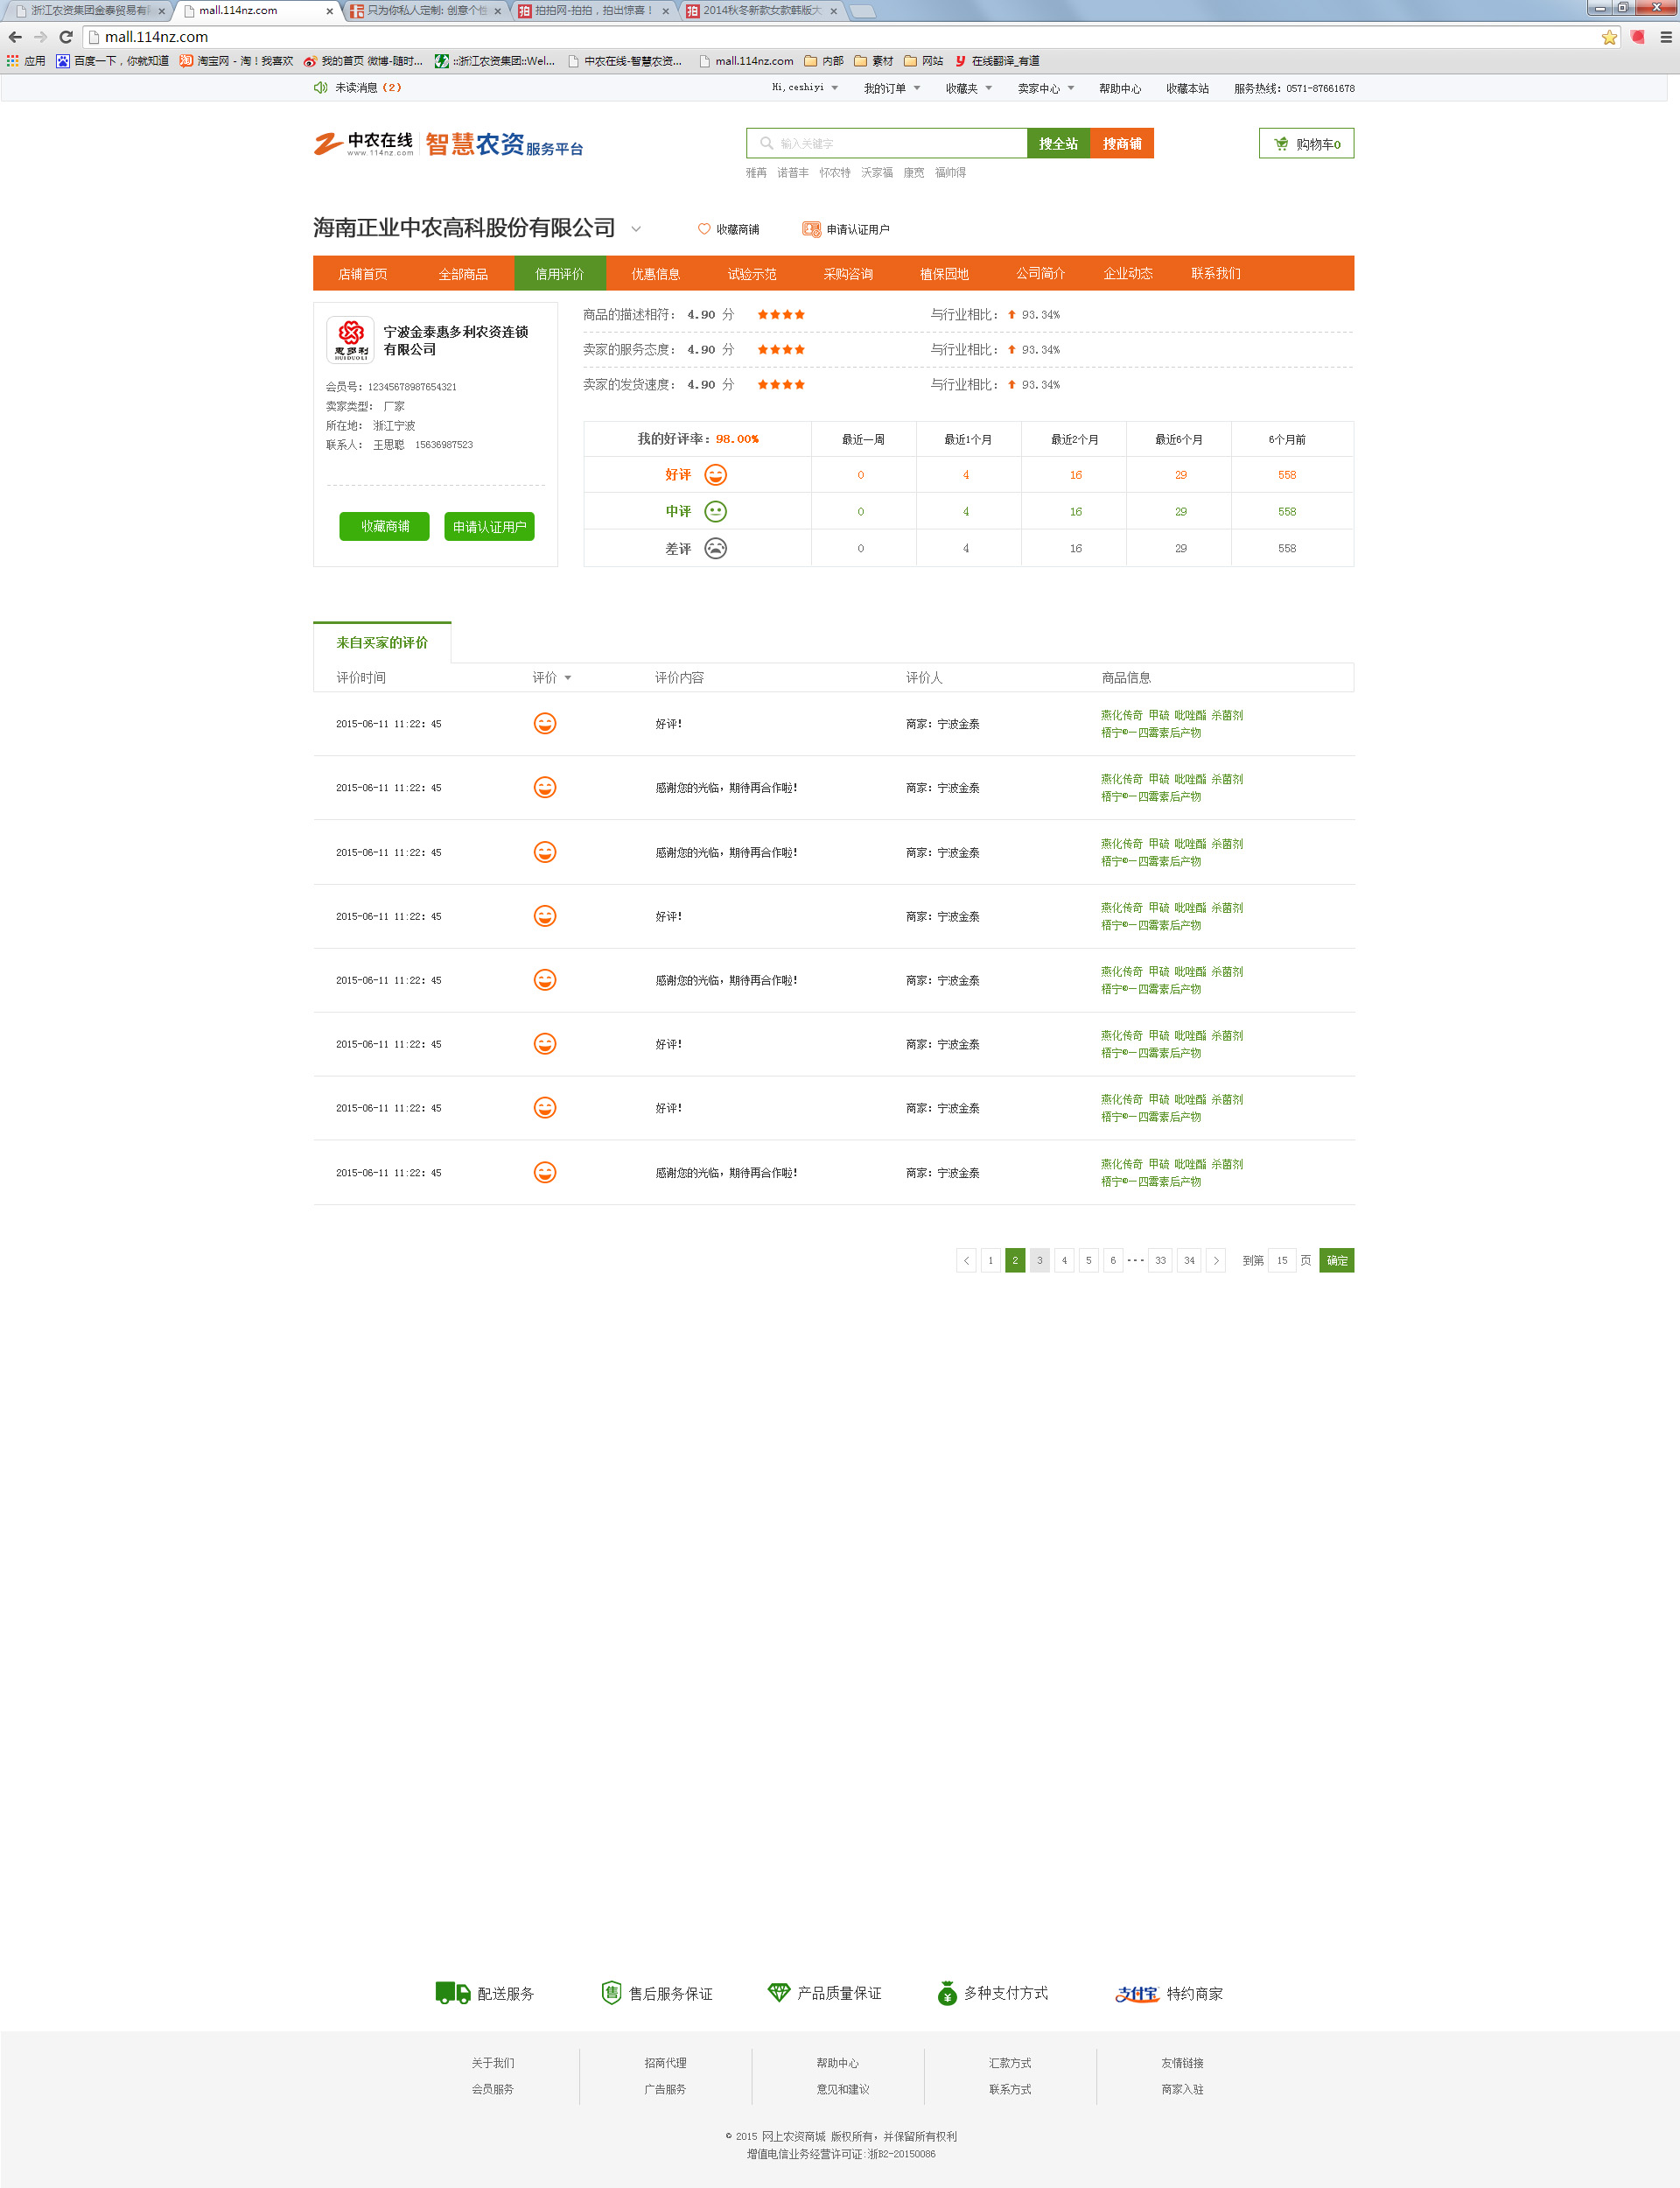 浙江农资集团金泰贸易有 mall.114nz.com 只为你私人定制: 创意个性 拍拍网-拍拍，拍出惊喜！ 2014秋冬新款女款韩版大
mall.114nz.com
应用 百度一下，你就知道 淘宝网 - 淘！我喜欢 我的首页 微博-随时... ::浙江农资集团::Wel... 中农在线-智慧农资... mall.114nz.com 内部 素材 网站 在线翻译_有道
未读消息 (2) Hi,ceshiyi 我的订单 收藏夹 卖家中心 帮助中心 收藏本站 服务热线: 0571-87661678
中农在线 www.114nz.com 智慧农资服务平台 输入关键字 搜全站 搜商铺 购物车0
雅苒 诺普丰 怀农特 沃家福 康宽 福帅得
海南正业中农高科股份有限公司 收藏商铺 申请认证用户
店铺首页 全部商品 信用评价 优惠信息 试验示范 采购咨询 植保园地 公司简介 企业动态 联系我们
惠多利 HUIDUOLI
宁波金泰惠多利农资连锁
有限公司
会员号: 12345678987654321
卖家类型: 厂家
所在地: 浙江宁波
联系人: 王思聪 15636987523
收藏商铺 申请认证用户
商品的描述相符: 4.90 分 与行业相比: 93.34%
卖家的服务态度: 4.90 分 与行业相比: 93.34%
卖家的发货速度: 4.90 分 与行业相比: 93.34%
我的好评率: 98.00% 最近一周 最近1个月 最近2个月 最近6个月 6个月前
好评 0 4 16 29 558
中评 0 4 16 29 558
差评 0 4 16 29 558
来自买家的评价
评价时间 评价 评价内容 评价人 商品信息
2015-06-11 11:22: 45 好评! 商家: 宁波金泰 燕化传奇 甲硫 吡唑酯 杀菌剂
梧宁®一四霉素后产物
2015-06-11 11:22: 45 感谢您的光临，期待再合作啦! 商家: 宁波金泰 燕化传奇 甲硫 吡唑酯 杀菌剂
梧宁®一四霉素后产物
2015-06-11 11:22: 45 感谢您的光临，期待再合作啦! 商家: 宁波金泰 燕化传奇 甲硫 吡唑酯 杀菌剂
梧宁®一四霉素后产物
2015-06-11 11:22: 45 好评! 商家: 宁波金泰 燕化传奇 甲硫 吡唑酯 杀菌剂
梧宁®一四霉素后产物
2015-06-11 11:22: 45 感谢您的光临，期待再合作啦! 商家: 宁波金泰 燕化传奇 甲硫 吡唑酯 杀菌剂
梧宁®一四霉素后产物
2015-06-11 11:22: 45 好评! 商家: 宁波金泰 燕化传奇 甲硫 吡唑酯 杀菌剂
梧宁®一四霉素后产物
2015-06-11 11:22: 45 好评! 商家: 宁波金泰 燕化传奇 甲硫 吡唑酯 杀菌剂
梧宁®一四霉素后产物
2015-06-11 11:22: 45 感谢您的光临，期待再合作啦! 商家: 宁波金泰 燕化传奇 甲硫 吡唑酯 杀菌剂
梧宁®一四霉素后产物
< 1 2 3 4 5 6 --- 33 34 > 到第 15 页 确定
配送服务 售 售后服务保证 产品质量保证 ¥ 多种支付方式 支付宝 特约商家
关于我们 招商代理 帮助中心 汇款方式 友情链接
会员服务 广告服务 意见和建议 联系方式 商家入驻
© 2015 网上农资商城 版权所有，并保留所有权利
增值电信业务经营许可证:浙B2-20150086